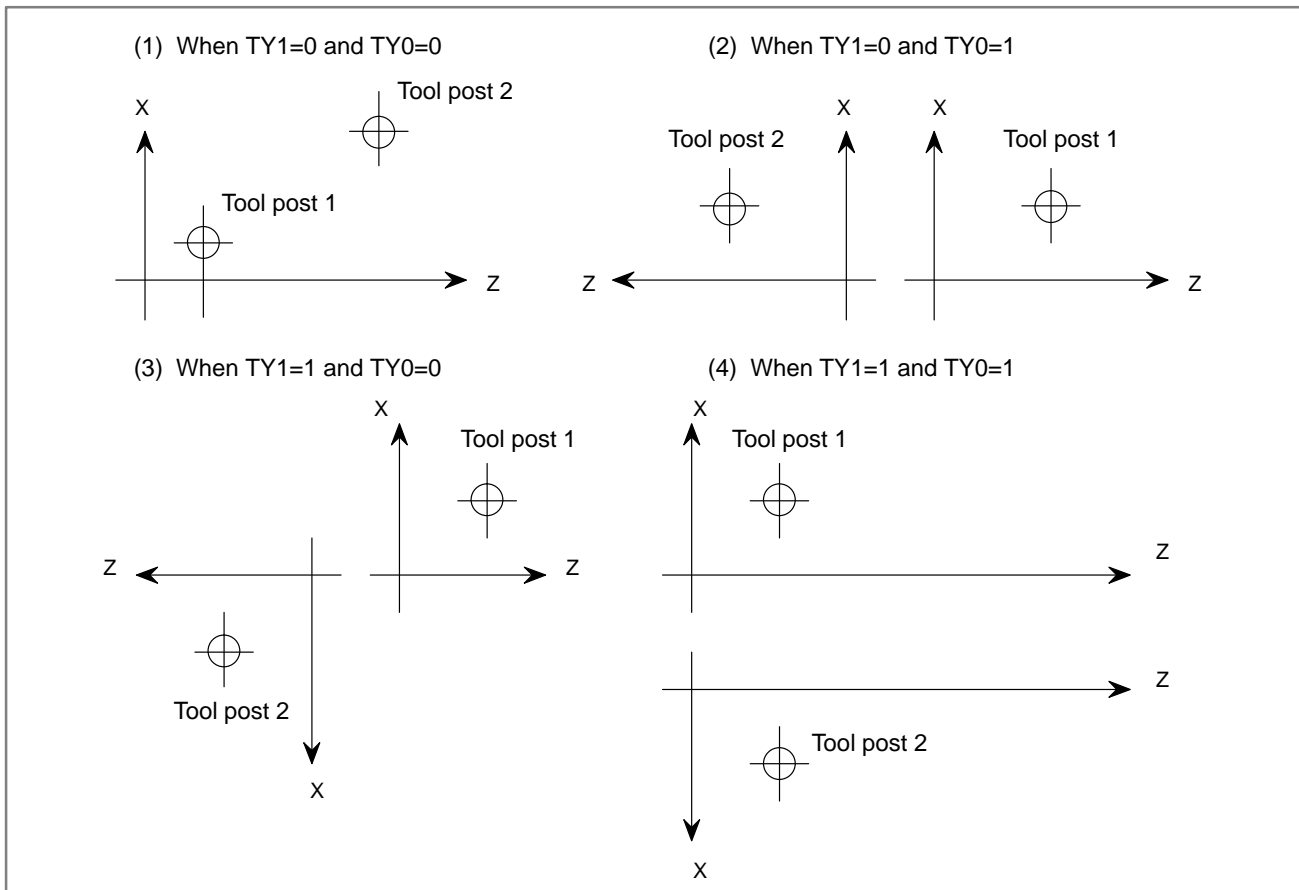 (1) When TY1=0 and TY0=0
Tool post 2
X
Tool post 1
Z
(2) When TY1=0 and TY0=1
X
X
Tool post 2
Tool post 1
Z
Z
(3) When TY1=1 and TY0=0
X
Tool post 1
Z
Z
Tool post 2
X
(4) When TY1=1 and TY0=1
X
Tool post 1
Z
Z
Tool post 2
X